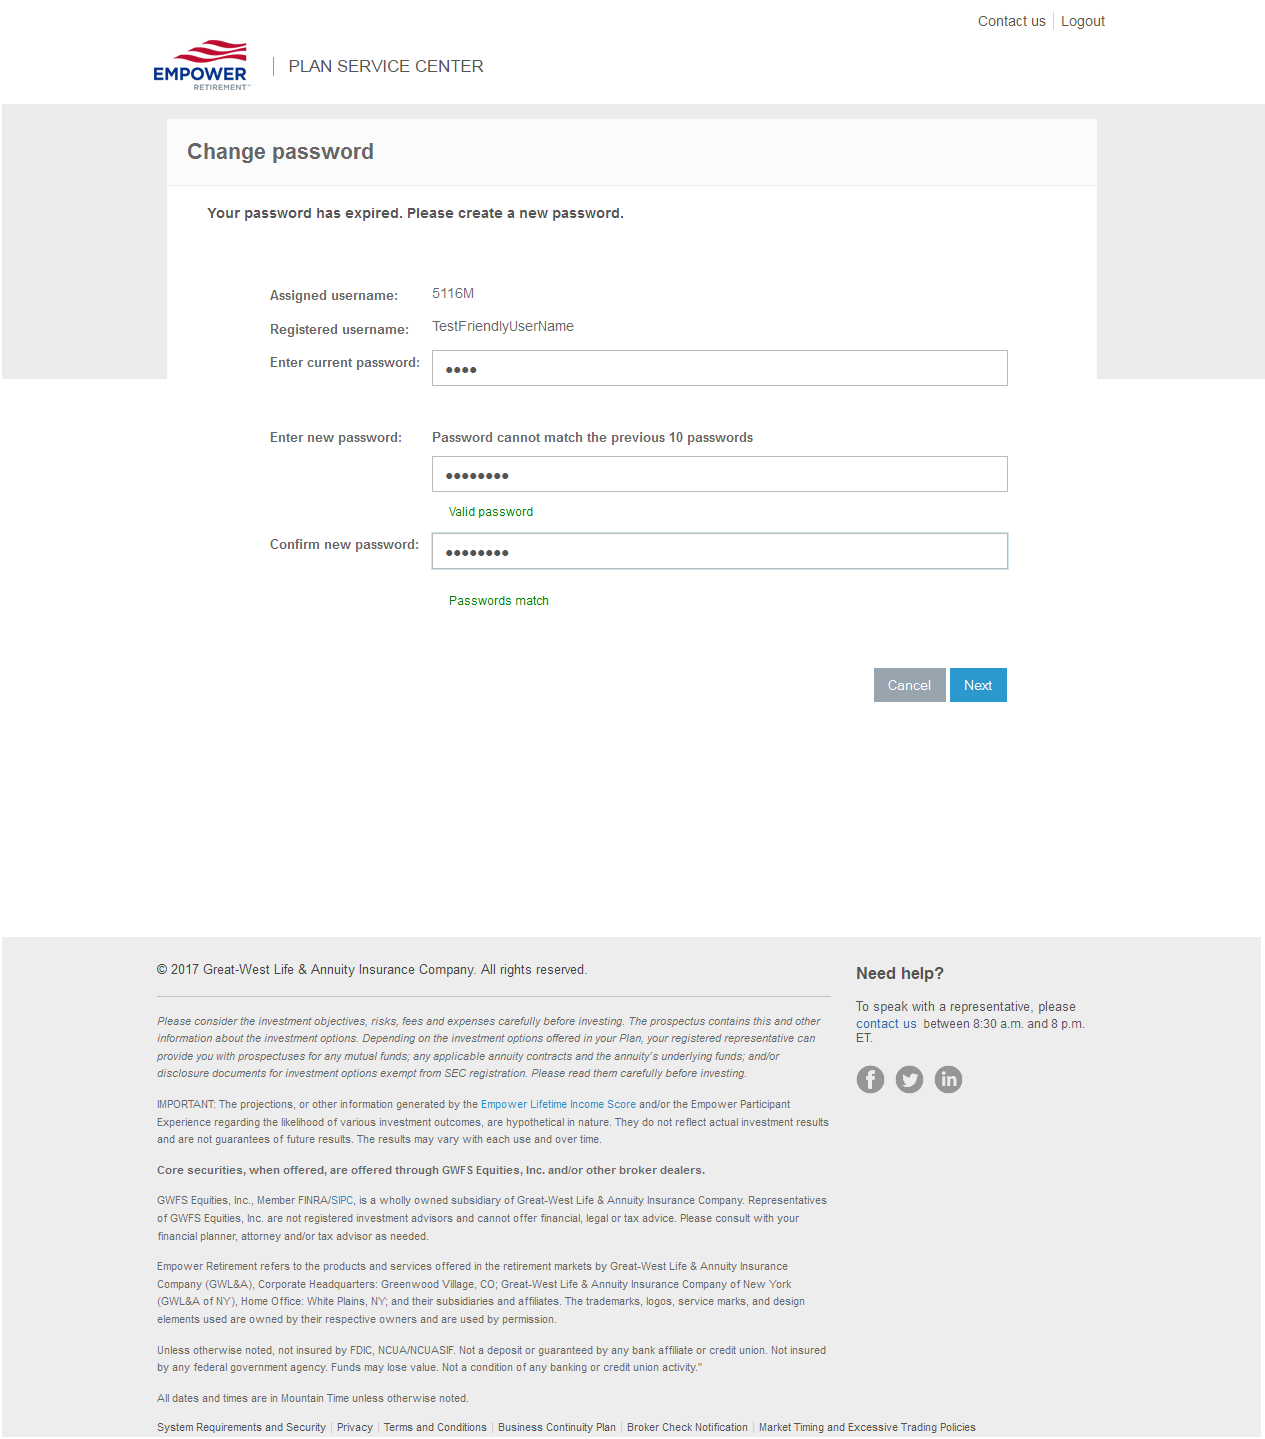 Contact us Logout
EMPOWER
RETIREMENT™
PLAN SERVICE CENTER
Change password
Your password has expired. Please create a new password.
Assigned username: 5116M
Registered username: TestFriendlyUserName
Enter current password: ••••
Enter new password: Password cannot match the previous 10 passwords
••••••••
Valid password
Confirm new password: ••••••••
Passwords match
Cancel Next
© 2017 Great-West Life & Annuity Insurance Company. All rights reserved.
Please consider the investment objectives, risks, fees and expenses carefully before investing. The prospectus contains this and other
information about the investment options. Depending on the investment options offered in your Plan, your registered representative can
provide you with prospectuses for any mutual funds; any applicable annuity contracts and the annuity's underlying funds; and/or
disclosure documents for investment options exempt from SEC registration. Please read them carefully before investing.
IMPORTANT: The projections, or other information generated by the Empower Lifetime Income Score and/or the Empower Participant
Experience regarding the likelihood of various investment outcomes, are hypothetical in nature. They do not reflect actual investment results
and are not guarantees of future results. The results may vary with each use and over time.
Core securities, when offered, are offered through GWFS Equities, Inc. and/or other broker dealers.
GWFS Equities, Inc., Member FINRA/SIPC, is a wholly owned subsidiary of Great-West Life & Annuity Insurance Company. Representatives
of GWFS Equities, Inc. are not registered investment advisors and cannot offer financial, legal or tax advice. Please consult with your
financial planner, attorney and/or tax advisor as needed.
Empower Retirement refers to the products and services offered in the retirement markets by Great-West Life & Annuity Insurance
Company (GWL&A), Corporate Headquarters: Greenwood Village, CO; Great-West Life & Annuity Insurance Company of New York
(GWL&A of NY), Home Office: White Plains, NY; and their subsidiaries and affiliates. The trademarks, logos, service marks, and design
elements used are owned by their respective owners and are used by permission.
Unless otherwise noted, not insured by FDIC, NCUA/NCUASIF. Not a deposit or guaranteed by any bank affiliate or credit union. Not insured
by any federal government agency. Funds may lose value. Not a condition of any banking or credit union activity."
All dates and times are in Mountain Time unless otherwise noted.
System Requirements and Security Privacy Terms and Conditions Business Continuity Plan Broker Check Notification Market Timing and Excessive Trading Policies
Need help?
To speak with a representative, please
contact us between 8:30 a.m. and 8 p.m.
ET.